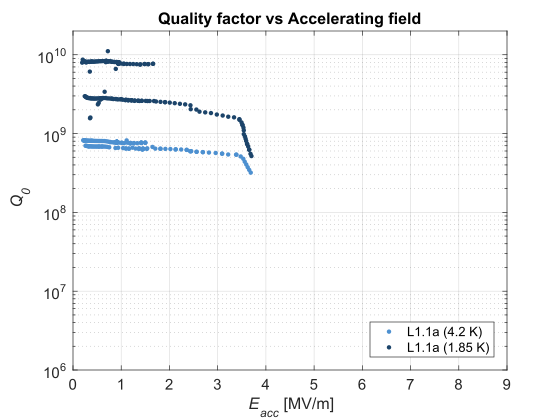 Quality factor vs Accelerating field
Q_0
10^10
10^9
10^8
10^7
10^6
0 1 2 3 4 5 6 7 8 9
E_acc [MV/m]
L1.1a (4.2 K)
L1.1a (1.85 K)